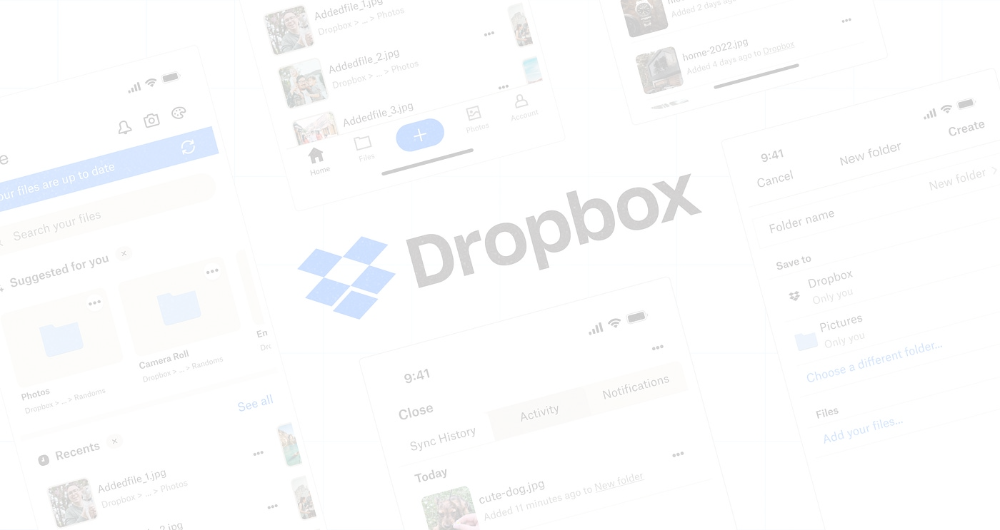 e
our files are up to date
Search your files
Suggested for you
Photos
Dropbox > ... > Randoms
Camera Roll
Dropbox > ... > Randoms
En
See all
Recents
Addedfile_1.jpg
Dropbox > ... > Photos
2.jpg
Addedfile_1.jpg
Dropbox > ... > Photos
Addedfile_2.jpg
Dropbox > ... > Photos
Addedfile_3.jpg
Home
Files
Photos
Account
Added 2 days ago
home-2022.jpg
Added 4 days ago to Dropbox
Dropbox
9:41
Close
Sync History
Activity
Notifications
Today
cute-dog.jpg
Added 11 minutes ago to New folder
9:41
Cancel
New folder
Create
Folder name
New folder >
Save to
Dropbox
Only you
Pictures
Only you
Choose a different folder...
Files
Add your files...